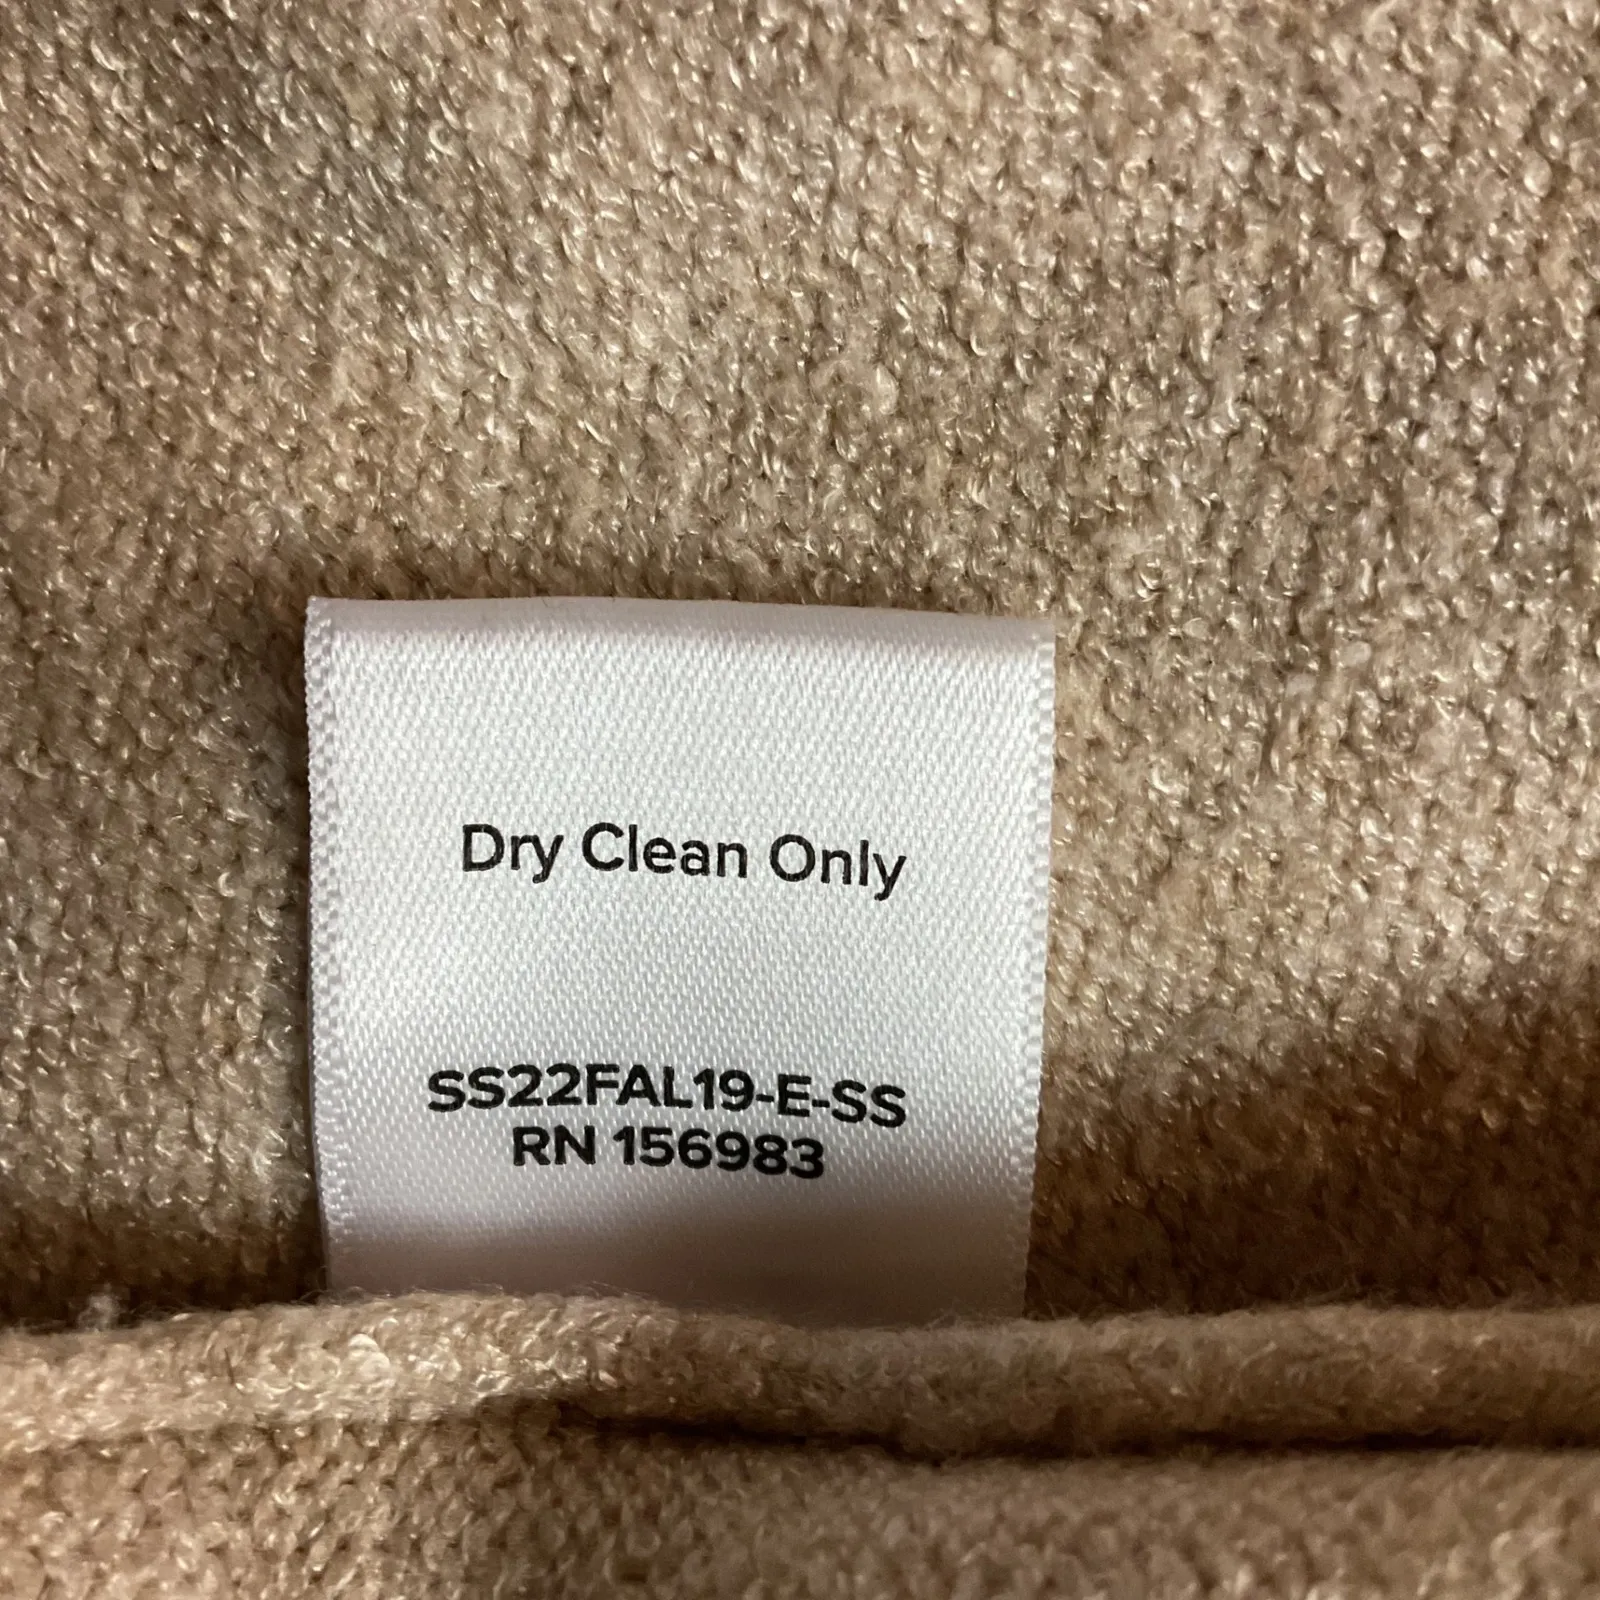 Dry Clean Only
SS22FAL19-E-SS
RN 156983